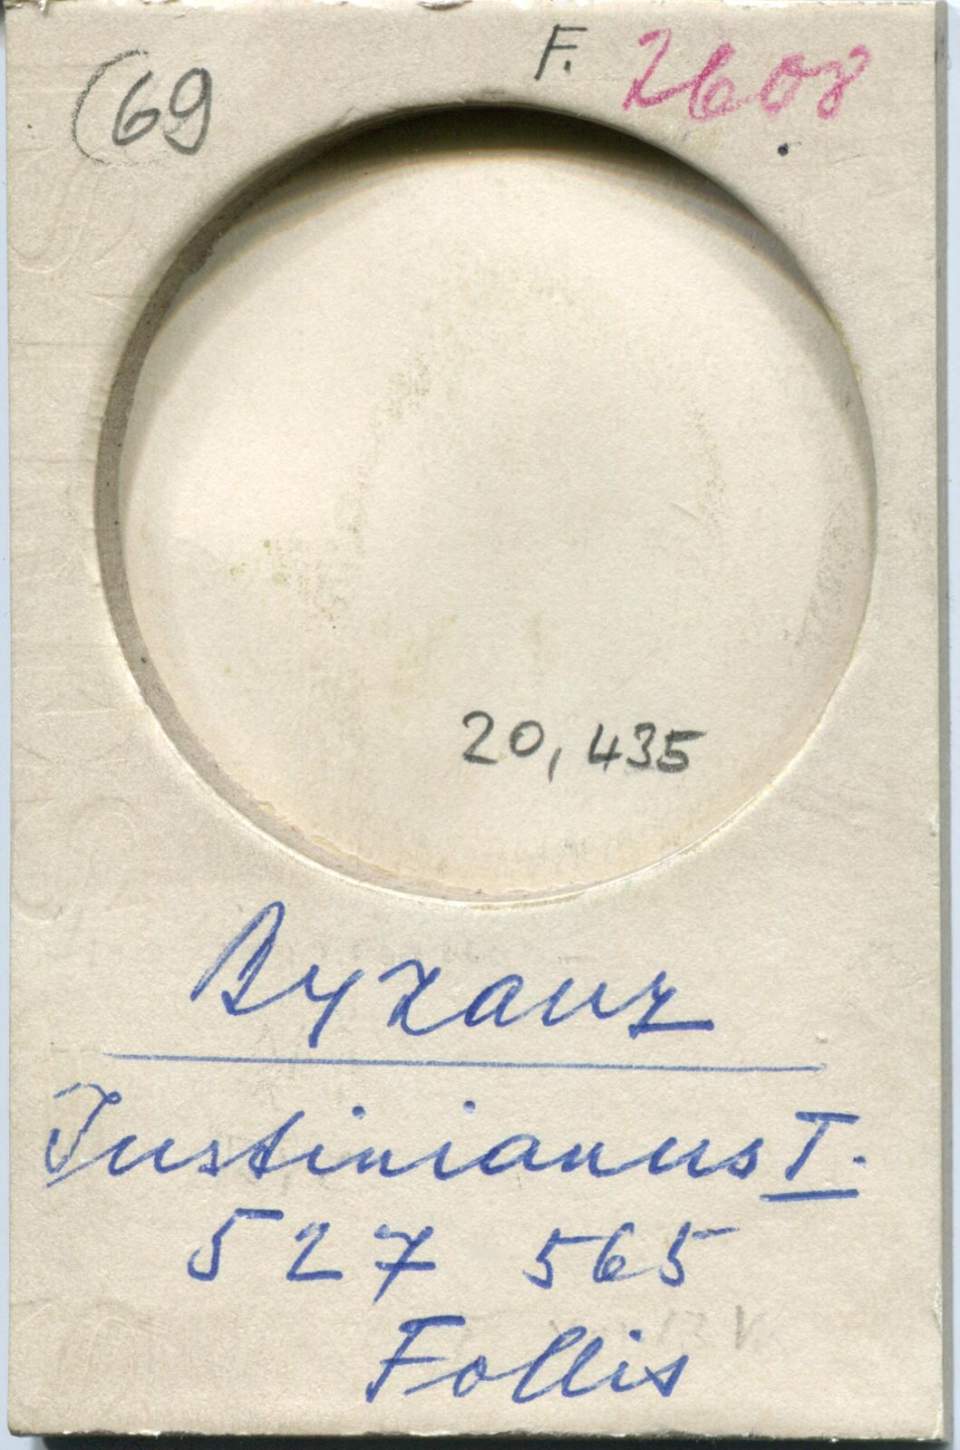 69 F. 2608
20,435
Byzanz
Justinianus I.
527 565
Follis